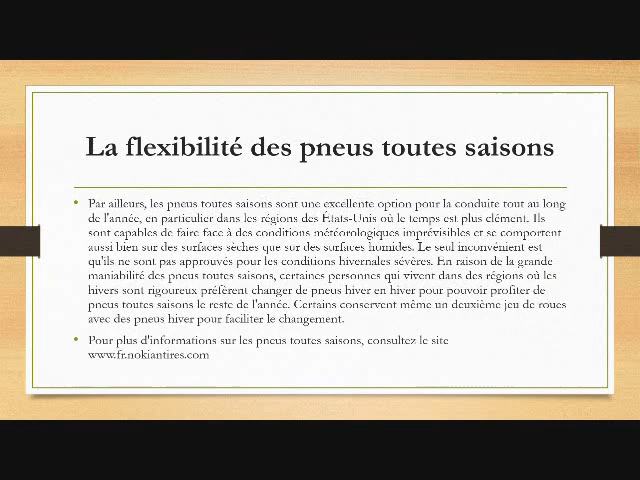 La flexibilité des pneus toutes saisons
• Par ailleurs, les pneus toutes saisons sont une excellente option pour la conduite tout au long
de l'année, en particulier dans les régions des États-Unis où le temps est plus clément. Ils
sont capables de faire face à des conditions météorologiques imprévisibles et se comportent
aussi bien sur des surfaces sèches que sur des surfaces humides. Le seul inconvénient est
qu'ils ne sont pas approuvés pour les conditions hivernales sévères. En raison de la grande
maniabilité des pneus toutes saisons, certaines personnes qui vivent dans des régions où les
hivers sont rigoureux préfèrent changer de pneus hiver en hiver pour pouvoir profiter de
pneus toutes saisons le reste de l'année. Certains conservent même un deuxième jeu de roues
avec des pneus hiver pour faciliter le changement.
• Pour plus d'informations sur les pneus toutes saisons, consultez le site
www.fr.nokiantires.com